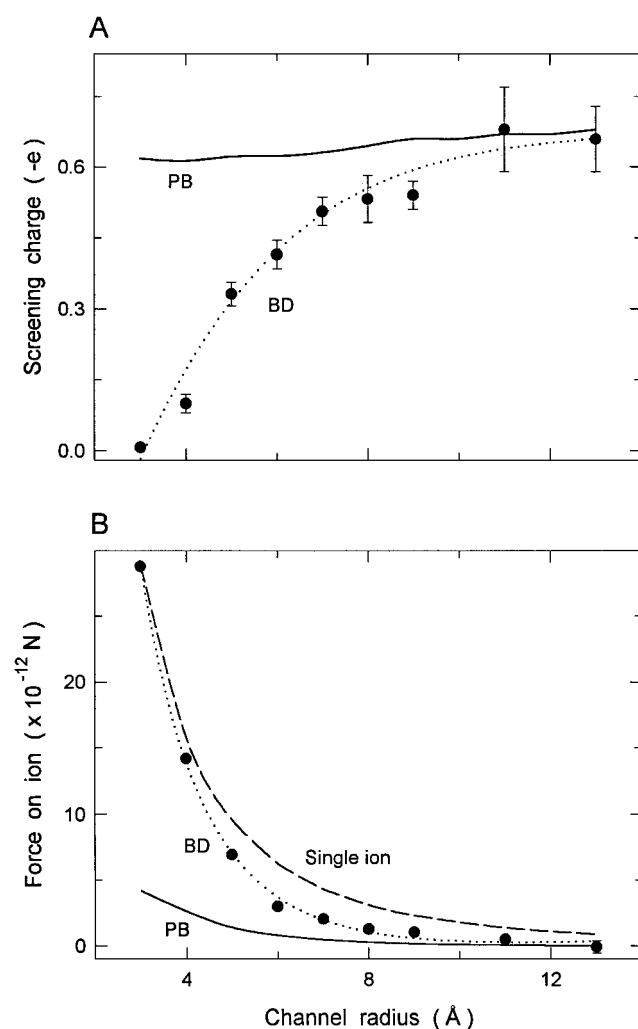 A
Screening charge (-e)
0.6
0.3
0.0
PB
BD
B
Force on ion (x 10⁻¹² N)
20
10
0
BD
Single ion
PB
4
8
12
Channel radius (Å)